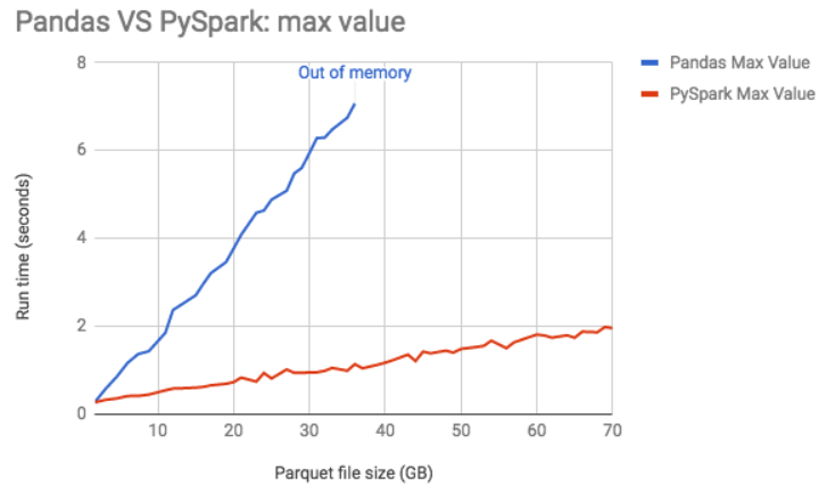 Pandas VS PySpark: max value
8
6
4
2
0
Out of memory
Pandas Max Value
PySpark Max Value
Run time (seconds)
10 20 30 40 50 60 70
Parquet file size (GB)